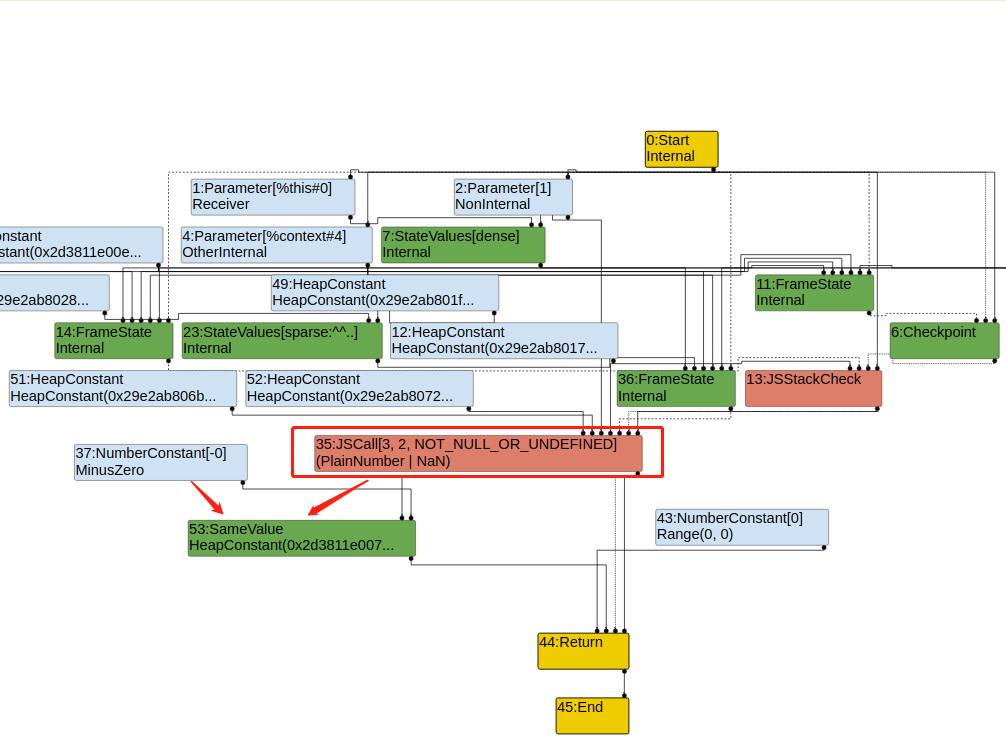 0:Start
Internal
1:Parameter[%this#0]
Receiver
2:Parameter[1]
NonInternal
onstant
stant(0x2d3811e00e...
4:Parameter[%context#4]
OtherInternal
7:StateValues[dense]
Internal
29e2ab8028...
49:HeapConstant
HeapConstant(0x29e2ab801f...
11:FrameState
Internal
14:FrameState
Internal
23:StateValues[sparse:^^..]
Internal
12:HeapConstant
HeapConstant(0x29e2ab8017...
6:Checkpoint
51:HeapConstant
HeapConstant(0x29e2ab806b...
52:HeapConstant
HeapConstant(0x29e2ab8072...
36:FrameState
Internal
13:JSStackCheck
35:JSCall[3, 2, NOT_NULL_OR_UNDEFINED]
(PlainNumber | NaN)
37:NumberConstant[-0]
MinusZero
53:SameValue
HeapConstant(0x2d3811e007...
43:NumberConstant[0]
Range(0, 0)
44:Return
45:End